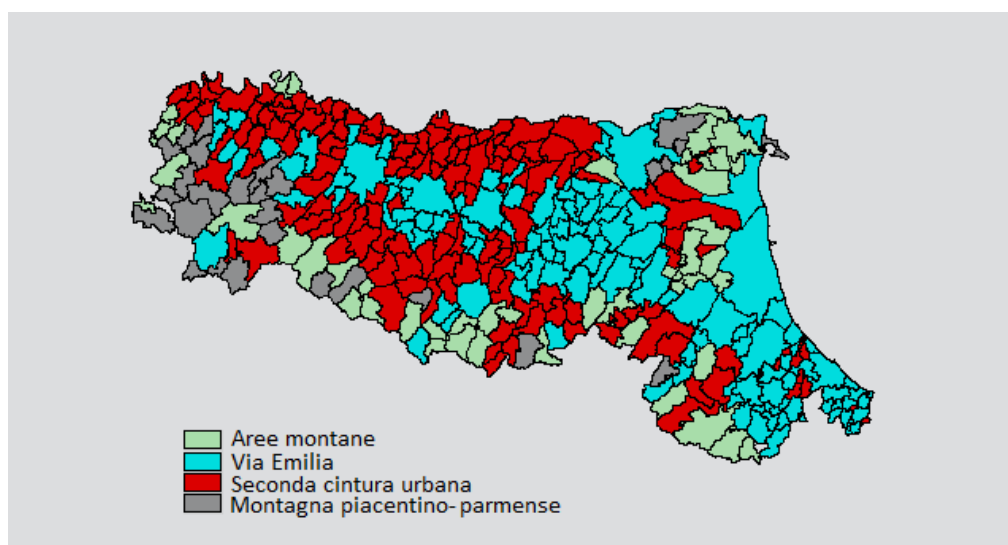 Aree montane
Via Emilia
Seconda cintura urbana
Montagna piacentino-parmense